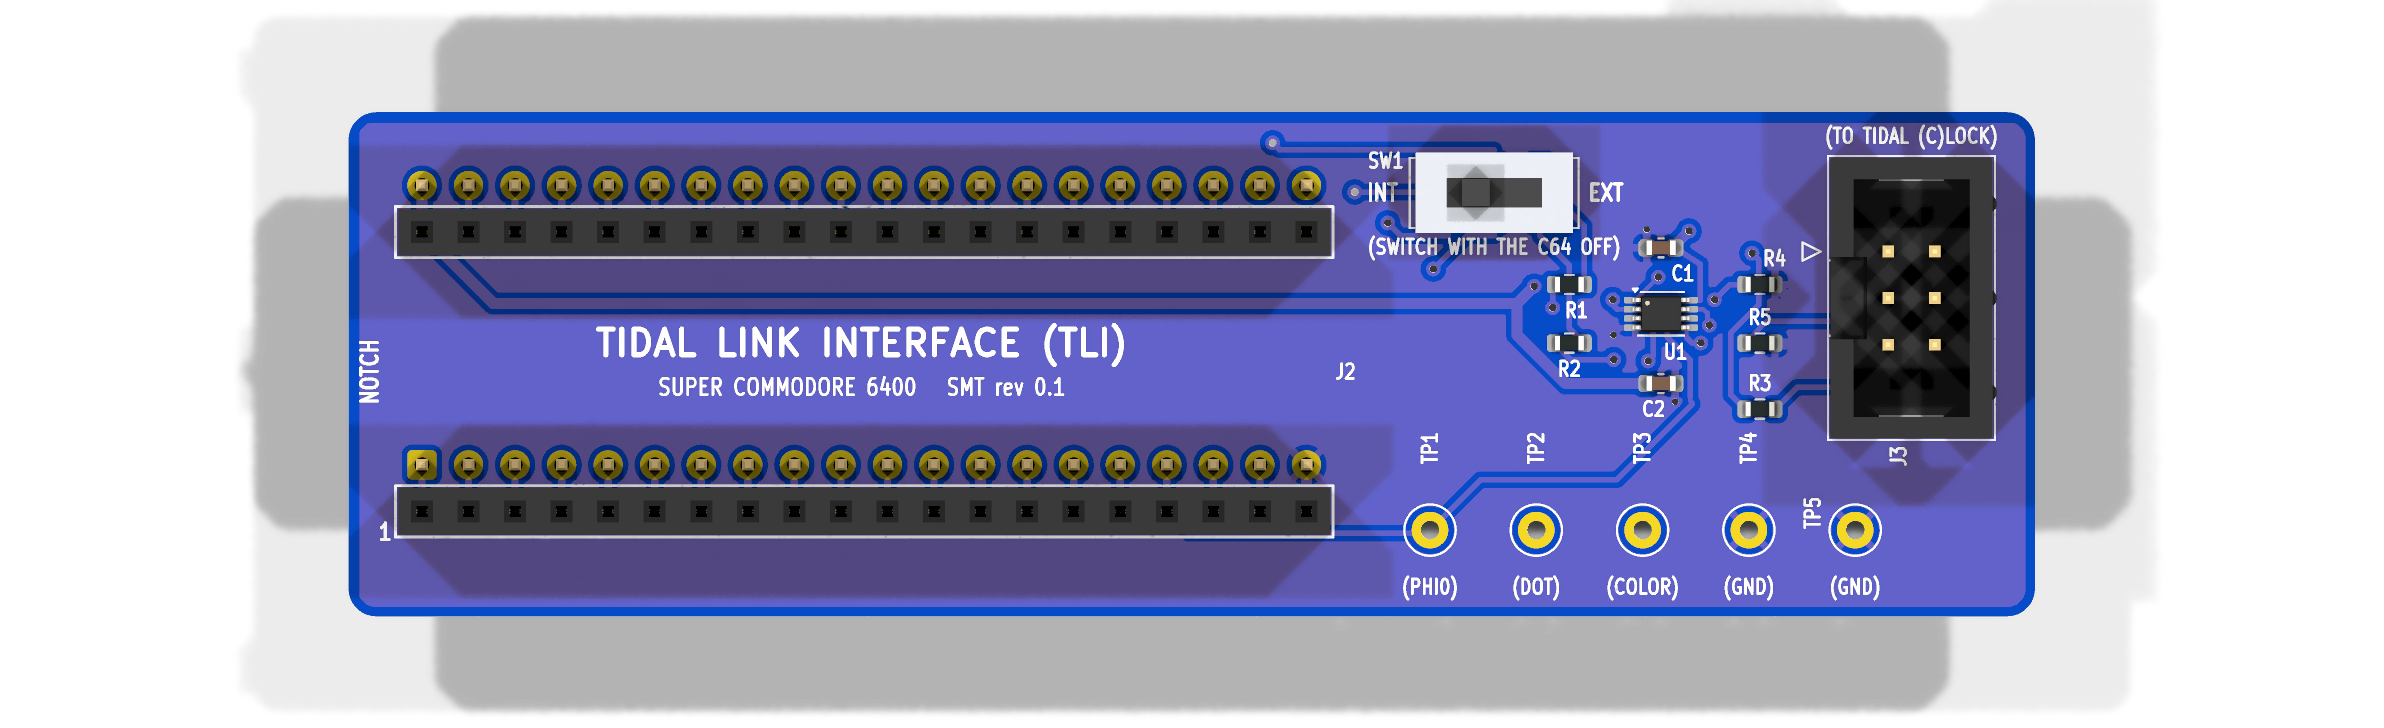 (TO TIDAL (C)LOCK)
SW1
INT
EXT
(SWITCH WITH THE C64 OFF)
C1
R4
R1
R5
U1
R2
R3
C2
TIDAL LINK INTERFACE (TLI)
SUPER COMMODORE 6400 SMT rev 0.1
NOTCH
J2
TP1
TP2
TP3
TP4
J3
TP5
1
(PHI0)
(DOT)
(COLOR)
(GND)
(GND)